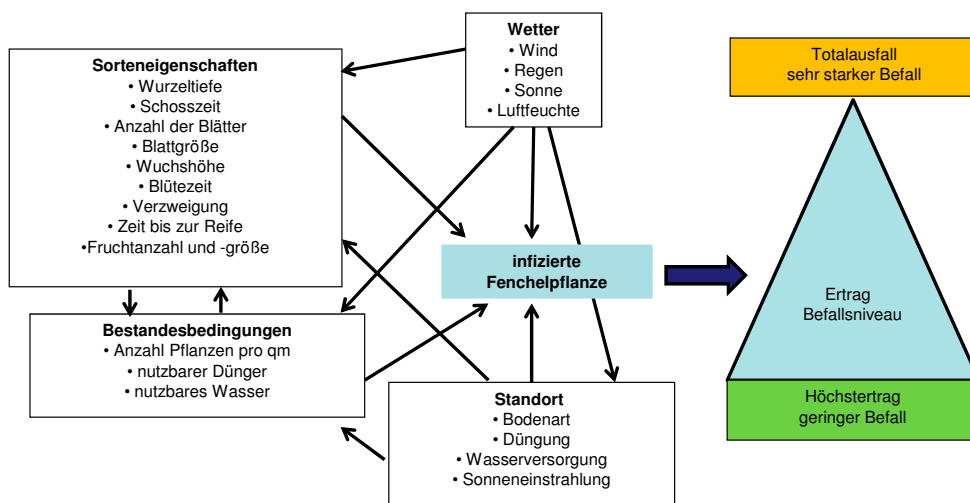 Wetter
• Wind
• Regen
• Sonne
• Luftfeuchte
Sorteneigenschaften
• Wurzeltiefe
• Schosszeit
• Anzahl der Blätter
• Blattgröße
• Wuchshöhe
• Blütezeit
• Verzweigung
• Zeit bis zur Reife
•Fruchtanzahl und -größe
infizierte
Fenchelpflanze
Bestandesbedingungen
• Anzahl Pflanzen pro qm
• nutzbarer Dünger
• nutzbares Wasser
Standort
• Bodenart
• Düngung
• Wasserversorgung
• Sonneneinstrahlung
Totalausfall
sehr starker Befall
Ertrag
Befallsniveau
Höchstertrag
geringer Befall